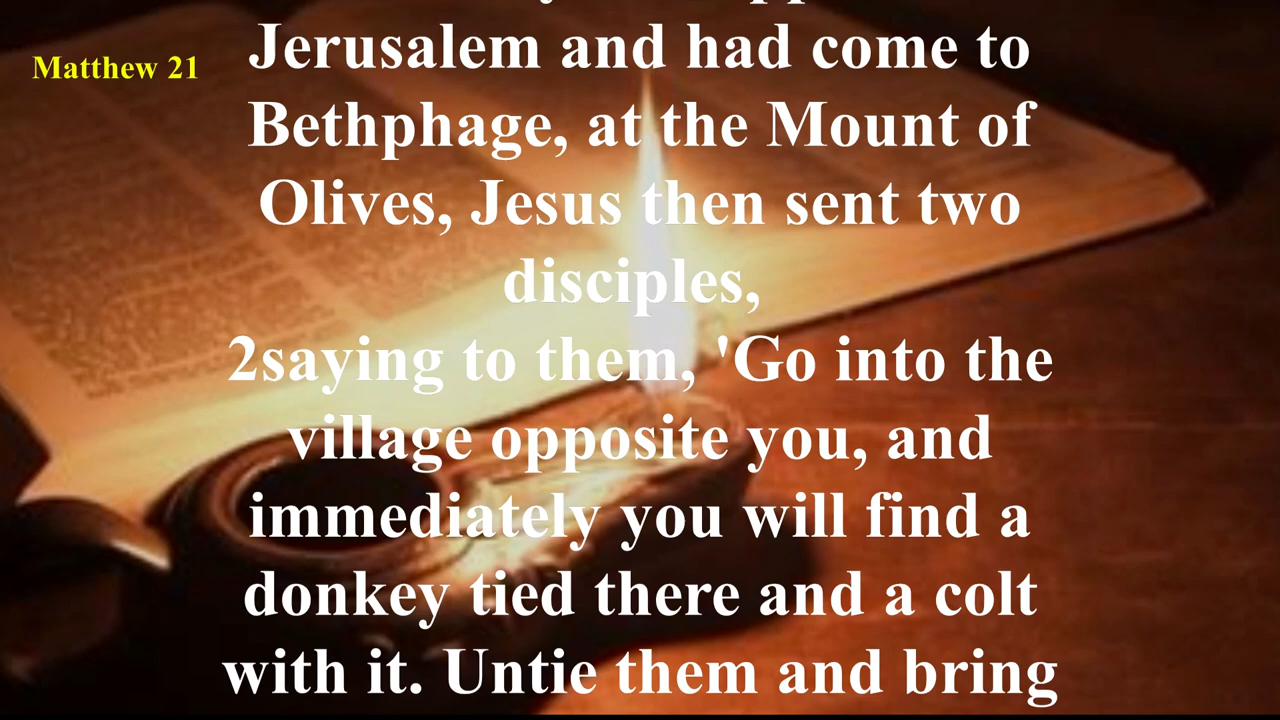 Matthew 21
Jerusalem and had come to
Bethphage, at the Mount of
Olives, Jesus then sent two
disciples,
2saying to them, 'Go into the
village opposite you, and
immediately you will find a
donkey tied there and a colt
with it. Untie them and bring